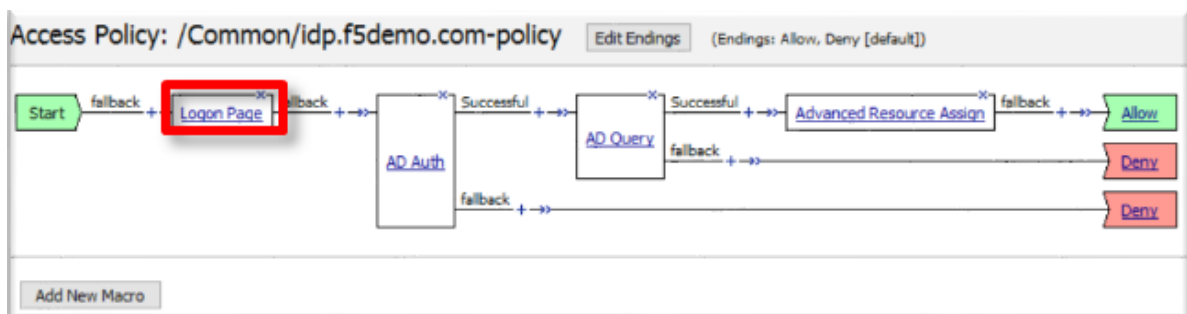 Access Policy: /Common/idp.f5demo.com-policy Edit Endings (Endings: Allow, Deny [default])
Start fallback + Logon Page × fallback + AD Auth × Successful + AD Query × Successful + Advanced Resource Assign × fallback + Allow
fallback + Deny
fallback + Deny
Add New Macro